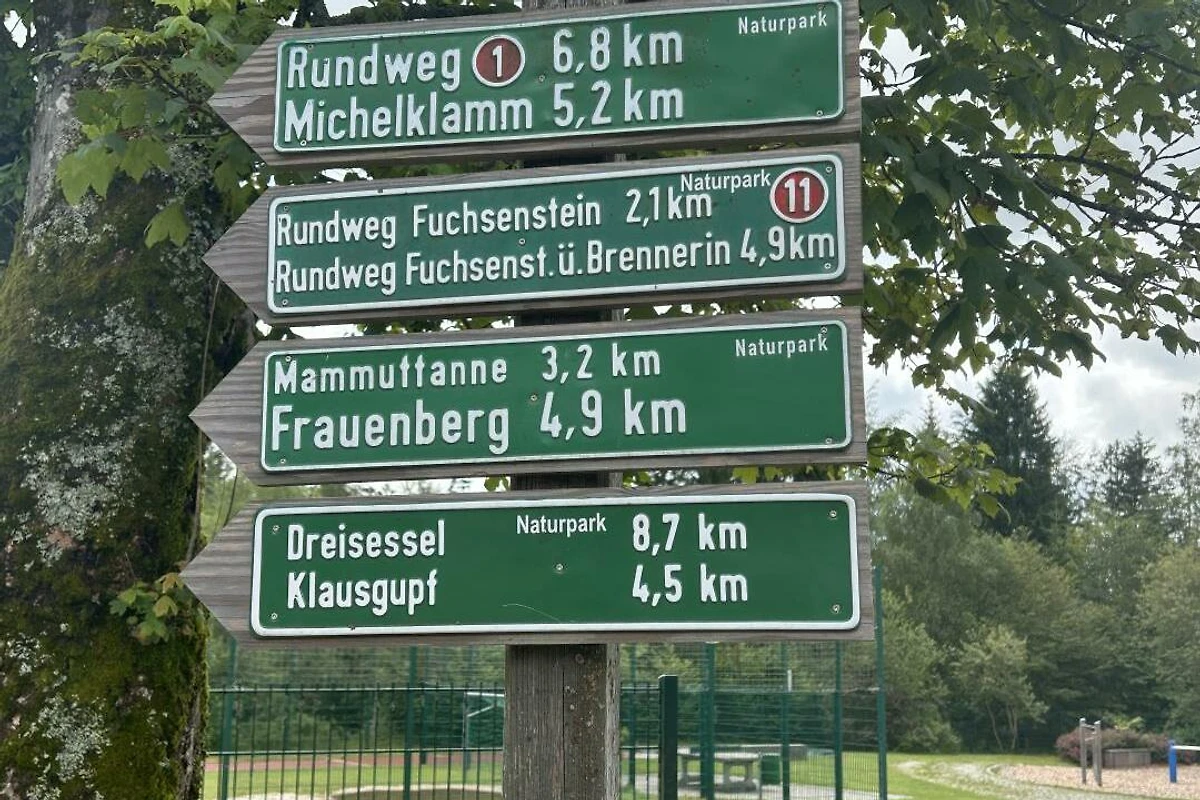 Rundweg 1 6,8 km Naturpark
Michelklamm 5,2 km
Rundweg Fuchsenstein 2,1 km Naturpark 11
Rundweg Fuchsenst. ü. Brennerin 4,9 km
Mammuttanne 3,2 km Naturpark
Frauenberg 4,9 km
Dreisessel Naturpark 8,7 km
Klausgupf 4,5 km